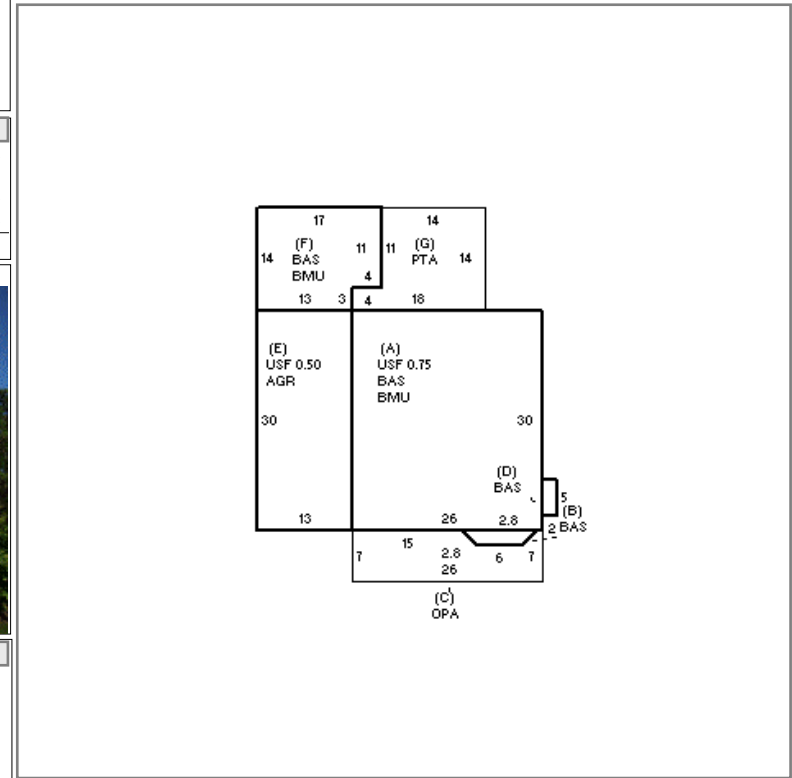 17
14
(F)
BAS
BMU
14
11
11
(G)
PTA
14
4
13
3
4
18
(E)
USF 0.50
AGR
(A)
USF 0.75
BAS
BMU
30
30
(D)
BAS
5
(B)
BAS
2
13
26
2.8
15
7
2.8
6
7
26
(C)
OPA